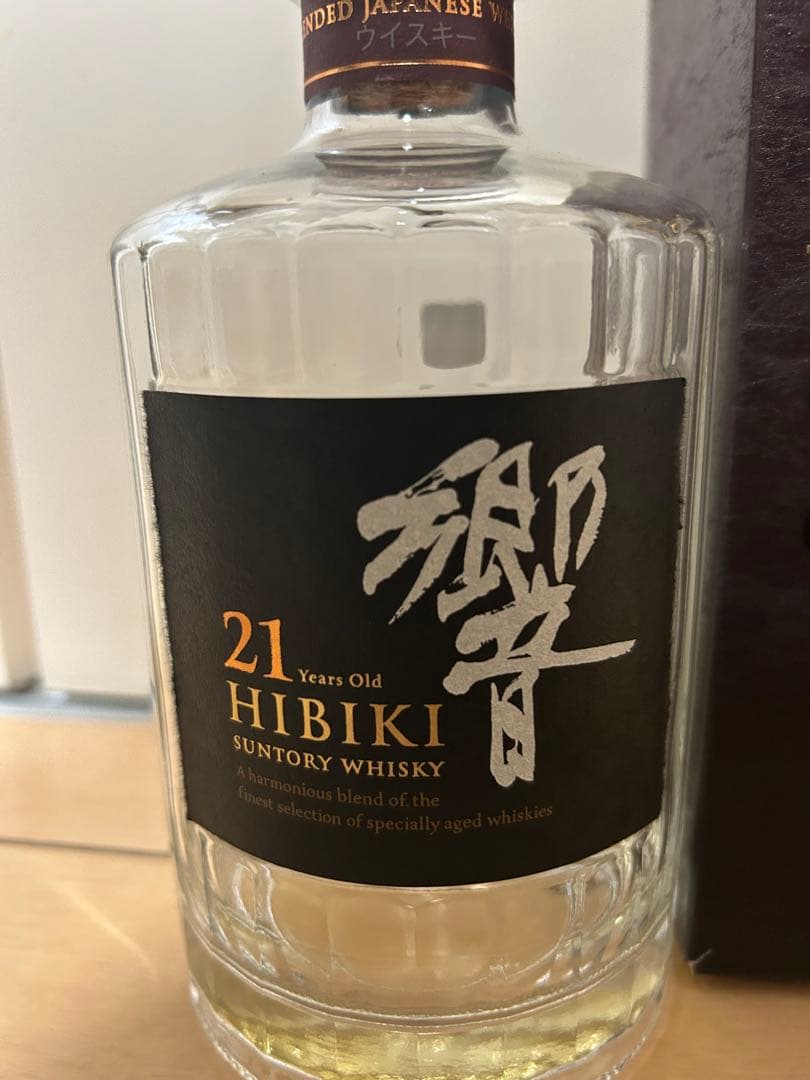 BLENDED JAPANESE
ウイスキー
響
21 Years Old
HIBIKI
SUNTORY WHISKY
A harmonious blend of the
finest selection of specially aged whiskies